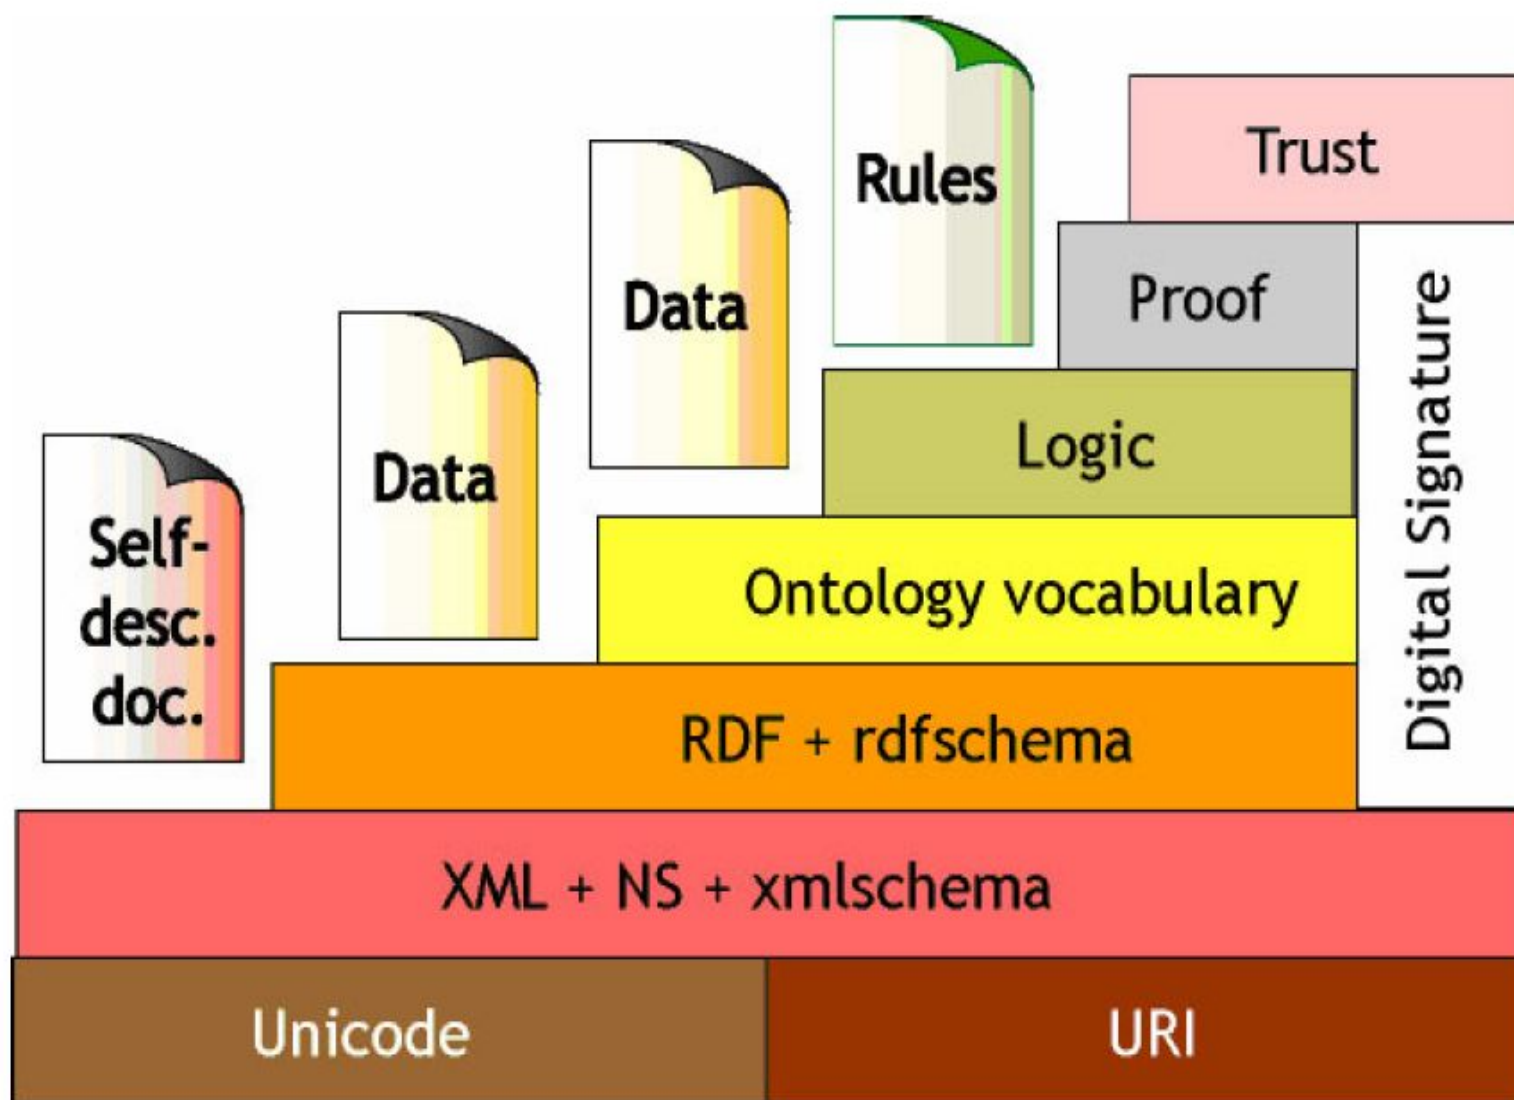 Rules
Trust
Data
Proof
Data
Logic
Digital Signature
Self-
desc.
doc.
Ontology vocabulary
RDF + rdfschema
XML + NS + xmlschema
Unicode
URI